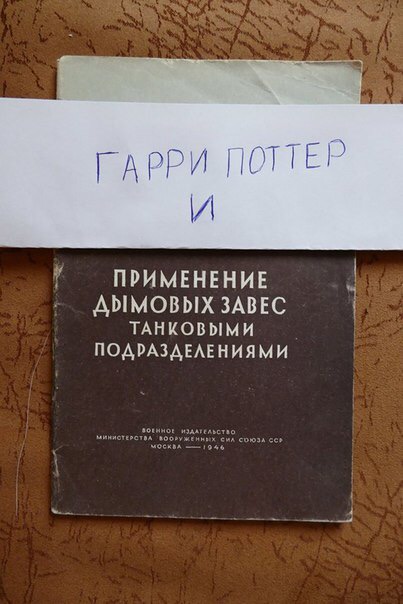 ГАРРИ ПОТТЕР
И
ПРИМЕНЕНИЕ
ДЫМОВЫХ ЗАВЕС
ТАНКОВЫМИ
ПОДРАЗДЕЛЕНИЯМИ
ВОЕННОЕ ИЗДАТЕЛЬСТВО
МИНИСТЕРСТВА ВООРУЖЕННЫХ СИЛ СОЮЗА ССР
МОСКВА — 1946